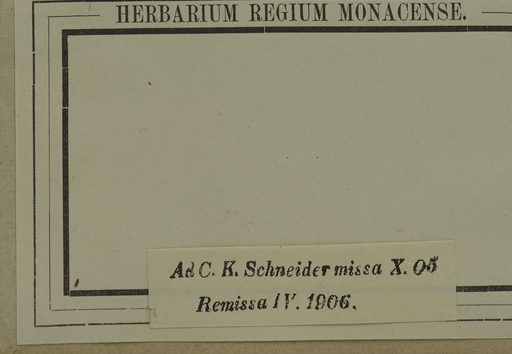 HERBARIUM REGIUM MONACENSE.
Ad C. K. Schneider missa X. 05
Remissa IV. 1906.